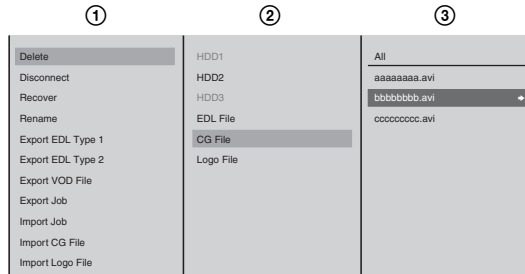 ①
②
③
Delete
Disconnect
Recover
Rename
Export EDL Type 1
Export EDL Type 2
Export VOD File
Export Job
Import Job
Import CG File
Import Logo File
HDD1
HDD2
HDD3
EDL File
CG File
Logo File
All
aaaaaaaa.avi
bbbbbbbb.avi
ccccccccc.avi